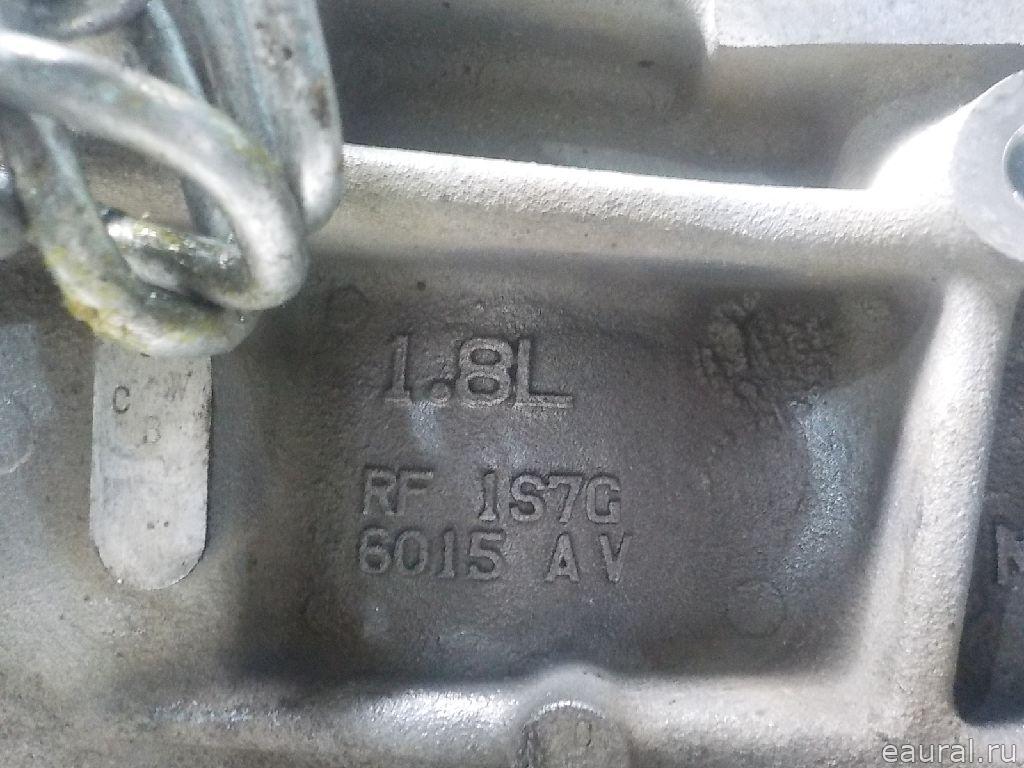 1.8L
RF 1S7G
6015 AV
C
B
eaural.ru